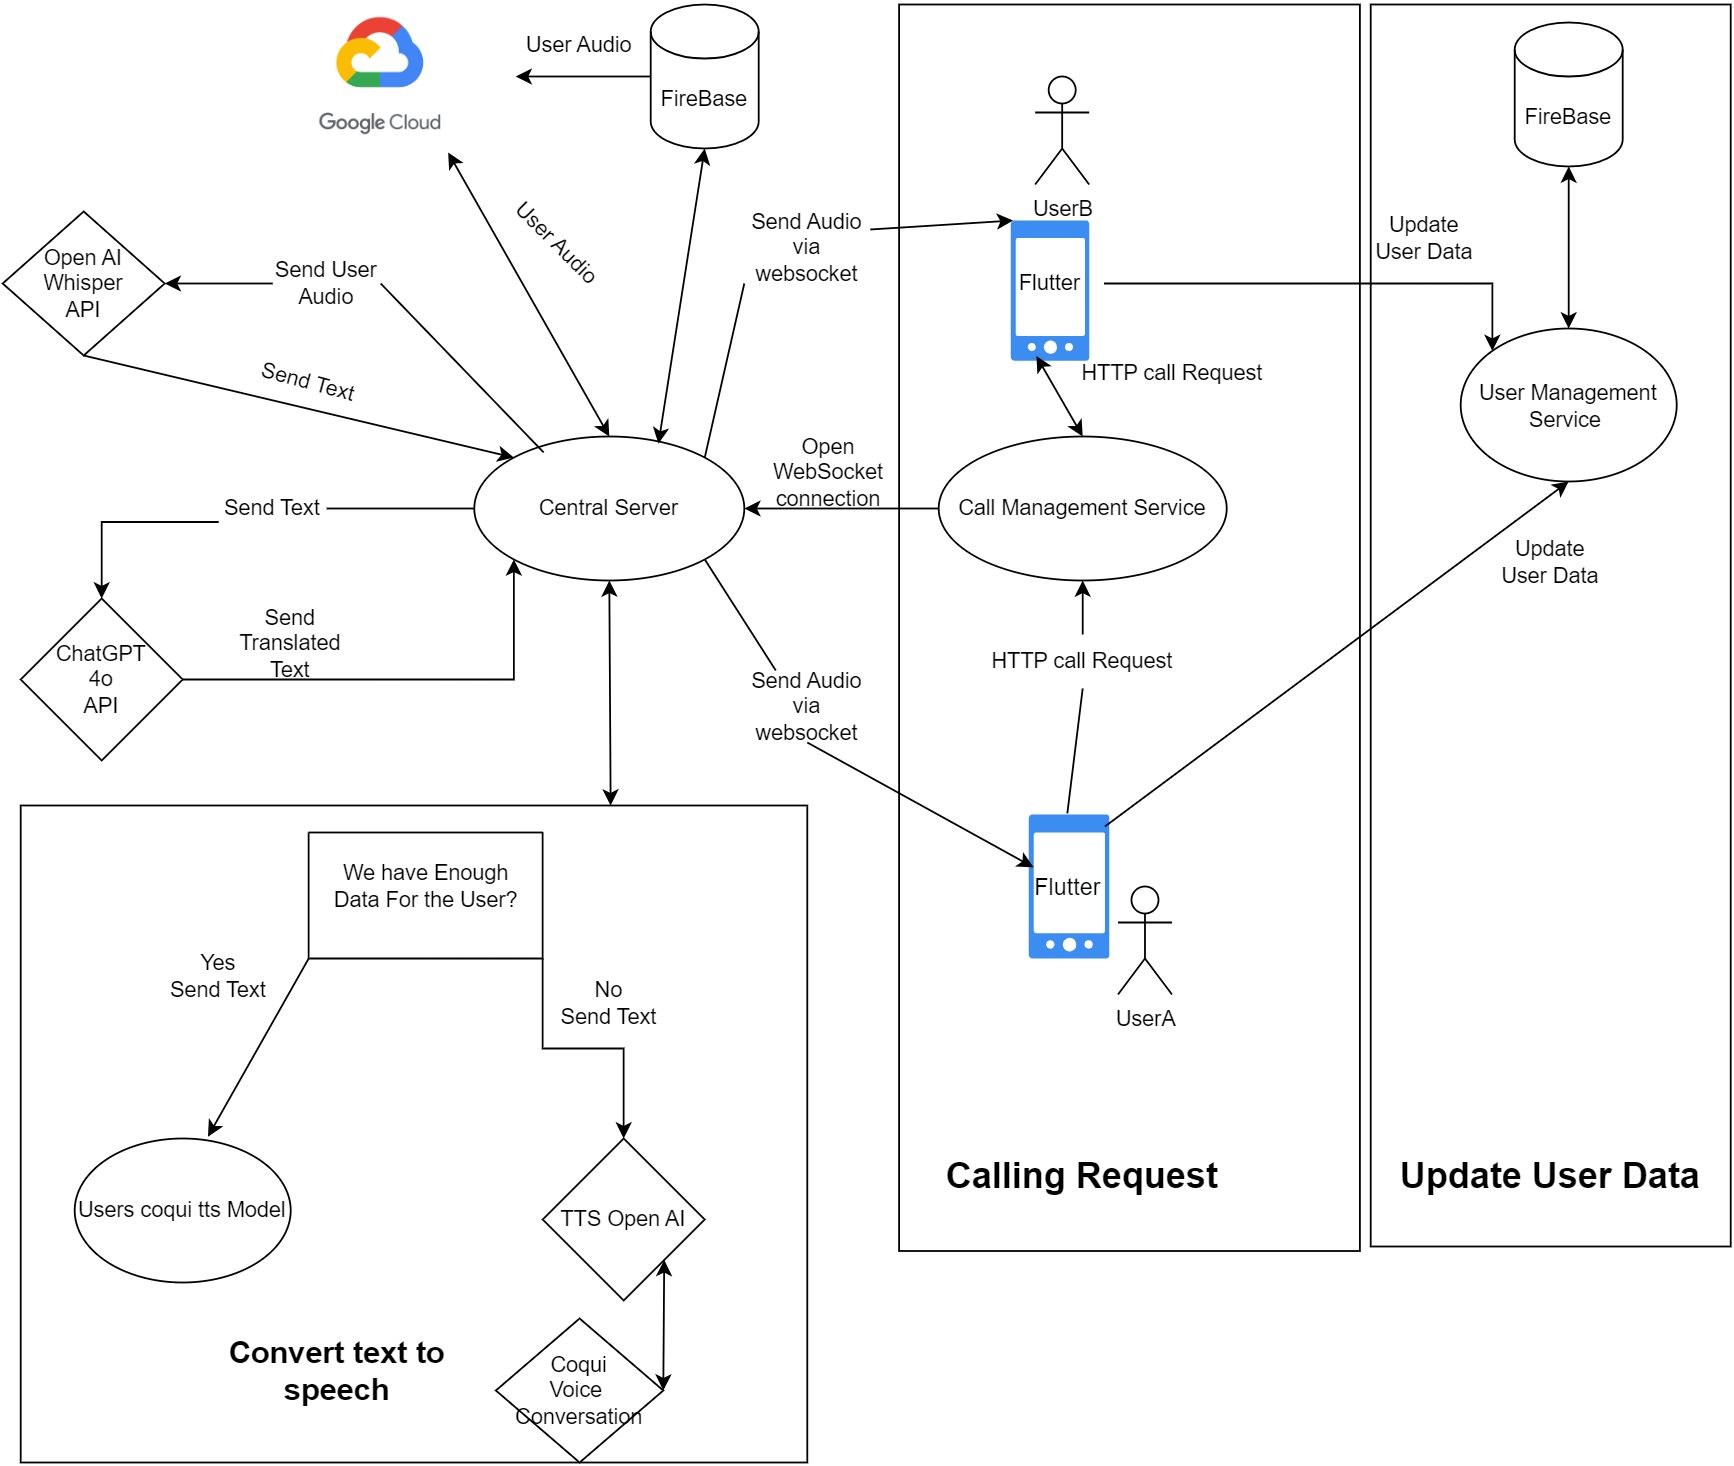 Google Cloud
User Audio
FireBase
User Audio
Open AI
Whisper
API
Send User
Audio
Send Text
Send Audio
via
websocket
UserB
Flutter
HTTP call Request
Update
User Data
FireBase
User Management
Service
Update
User Data
Open
WebSocket
connection
Central Server
Call Management Service
Send Text
ChatGPT
4o
API
Send
Translated
Text
HTTP call Request
Send Audio
via
websocket
Flutter
UserA
Calling Request
Update User Data
We have Enough
Data For the User?
Yes
Send Text
No
Send Text
Users coqui tts Model
TTS Open AI
Coqui
Voice
Conversation
Convert text to
speech